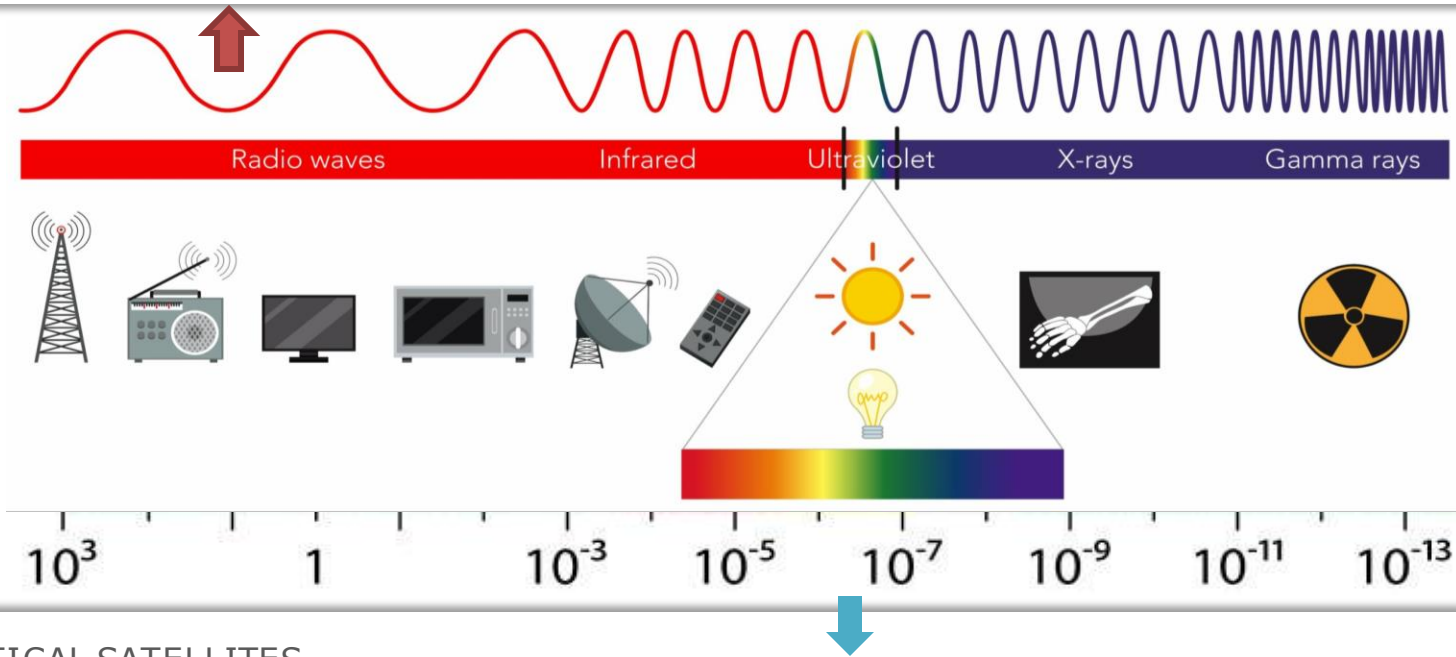 Radio waves Infrared Ultraviolet X-rays Gamma rays
10³ 1 10⁻³ 10⁻⁵ 10⁻⁷ 10⁻⁹ 10⁻¹¹ 10⁻¹³
SATELLITES